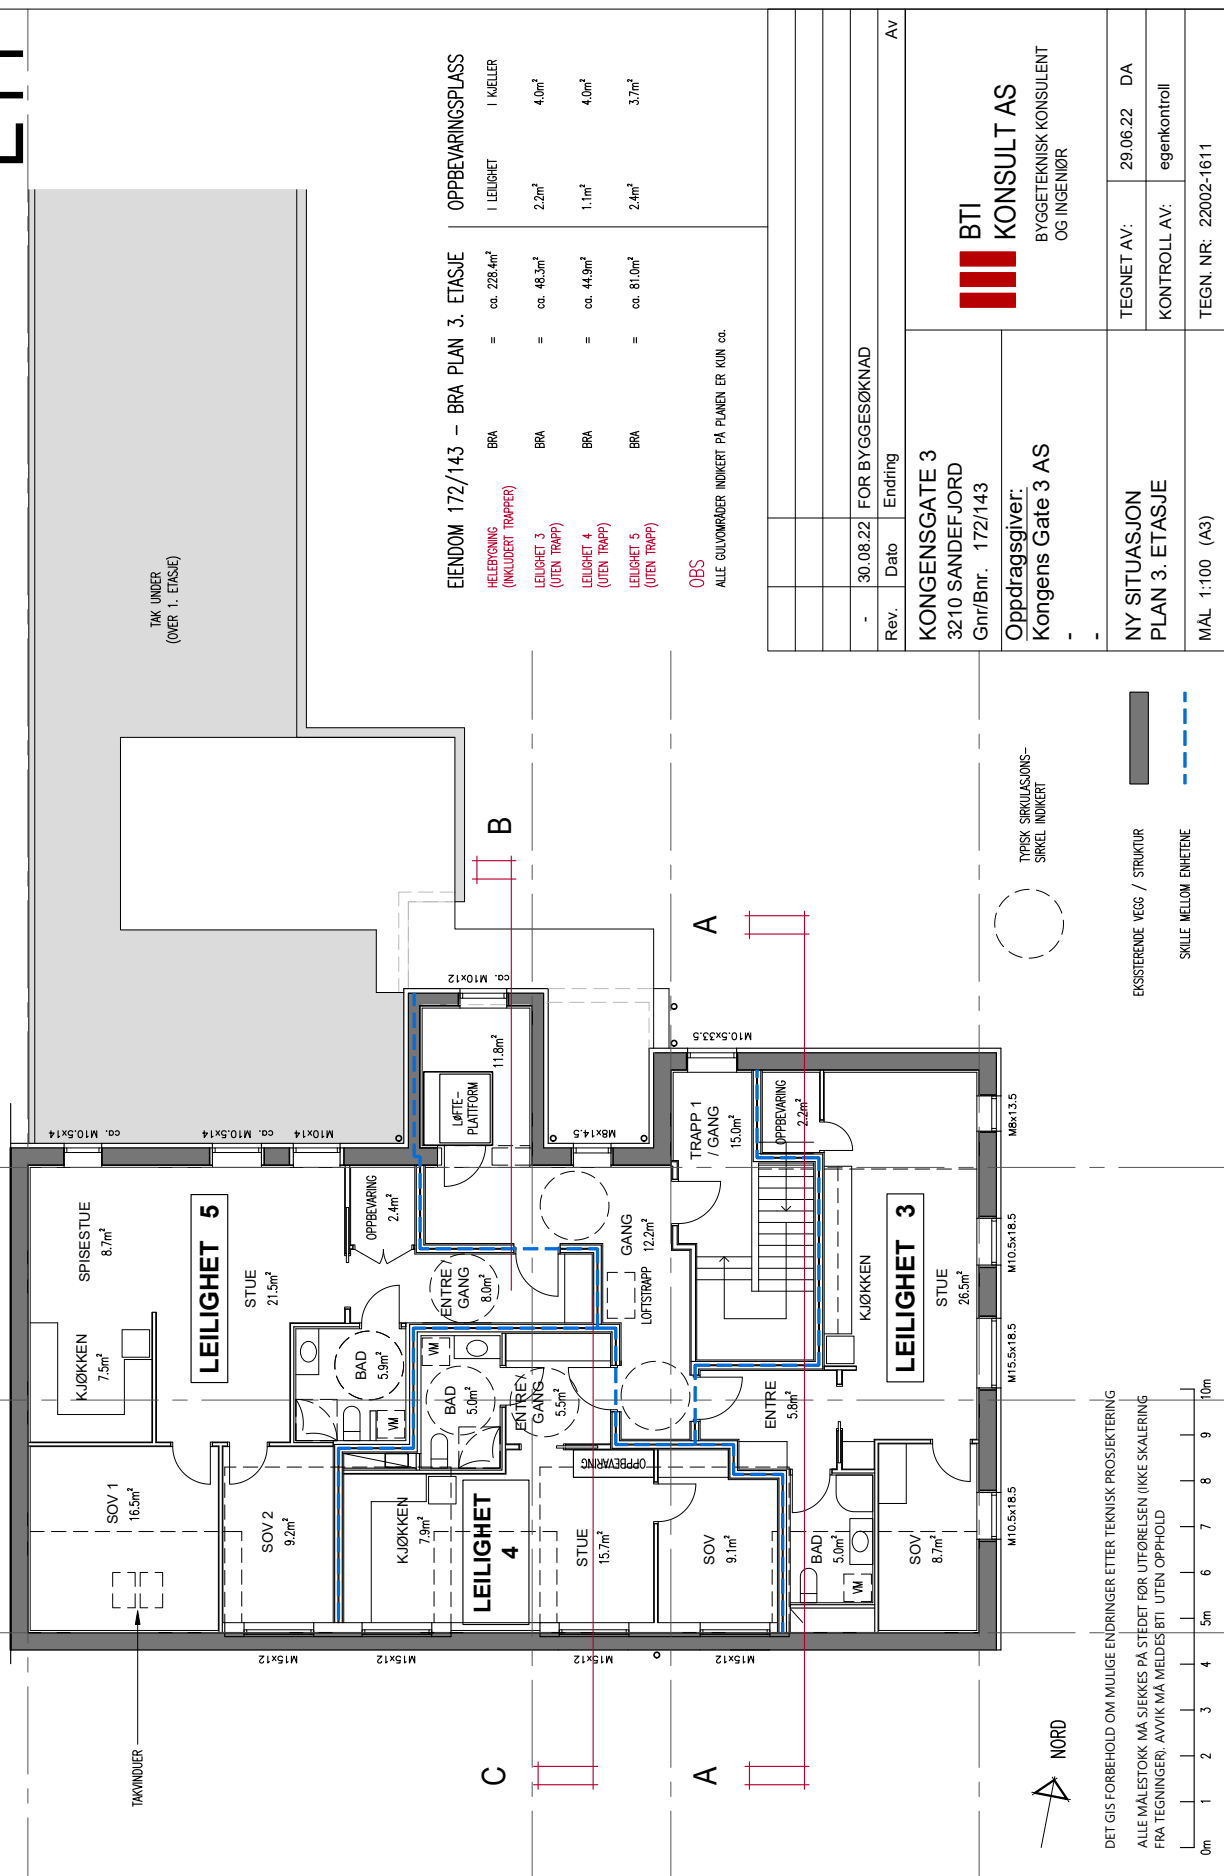 TAK UNDER
(OVER 1. ETASJE)
EIENDOM 172/143 – BRA PLAN 3. ETASJE
OPPBEVARINGSPLASS
I LEILIGHET I KJELLER
HELEBYGNING BRA = ca. 228.4m²
(INKLUDERT TRAPPER)
LEILIGHET 3 BRA = ca. 48.3m² 2.2m² 4.0m²
(UTEN TRAPP)
LEILIGHET 4 BRA = ca. 44.9m² 1.1m² 4.0m²
(UTEN TRAPP)
LEILIGHET 5 BRA = ca. 81.0m² 2.4m² 3.7m²
(UTEN TRAPP)
OBS
ALLE GULVOMRÅDER INDIKERT PÅ PLANEN ER KUN ca.
- 30.08.22 FOR BYGGESØKNAD
Rev. Dato Endring Av
KONGENSGATE 3
3210 SANDEFJORD
Gnr/Bnr. 172/143
Oppdragsgiver:
Kongens Gate 3 AS
-
-
BTI
KONSULT AS
BYGGETEKNISK KONSULENT
OG INGENIØR
NY SITUASJON
PLAN 3. ETASJE
MÅL 1:100 (A3)
TEGNET AV: 29.06.22 DA
KONTROLL AV: egenkontroll
TEGN. NR: 22002-1611
TAKVINDUER
SOV 1
16.5m²
KJØKKEN
7.5m²
SPISESTUE
8.7m²
LEILIGHET 5
STUE
21.5m²
SOV 2
9.2m²
BAD
5.9m²
VM
OPPBEVARING
2.4m²
ENTRE
GANG
8.0m²
ca. M10.5x14
ca. M10.5x14
M10x14
LØFTE-
PLATTFORM
11.8m²
ca. M10x12
M8x14.5
M10.5x33.5
KJØKKEN
7.9m²
LEILIGHET
4
BAD
5.0m²
VM
ENTRE/
GANG
5.5m²
OPPBEVARING
STUE
15.7m²
SOV
9.1m²
LOFTSTRAPP
GANG
12.2m²
TRAPP 1
/ GANG
15.0m²
OPPBEVARING
2.2m²
ENTRE
5.8m²
KJØKKEN
LEILIGHET 3
STUE
26.5m²
BAD
5.0m²
VM
SOV
8.7m²
M15x12
M15x12
M15x12
M15x12
M10.5x18.5
M15.5x18.5
M10.5x18.5
M8x13.5
A
A
B
C
TYPISK SIRKULASJONS-
SIRKEL INDIKERT
EKSISTERENDE VEGG / STRUKTUR
SKILLE MELLOM ENHETENE
NORD
DET GIS FORBEHOLD OM MULIGE ENDRINGER ETTER TEKNISK PROSJEKTERING
ALLE MÅLESTOKK MÅ SJEKKES PÅ STEDET FØR UTFØRELSEN (IKKE SKALERING
FRA TEGNINGER). AVVIK MÅ MELDES BTI UTEN OPPHOLD
0m 1 2 3 4 5m 6 7 8 9 10m